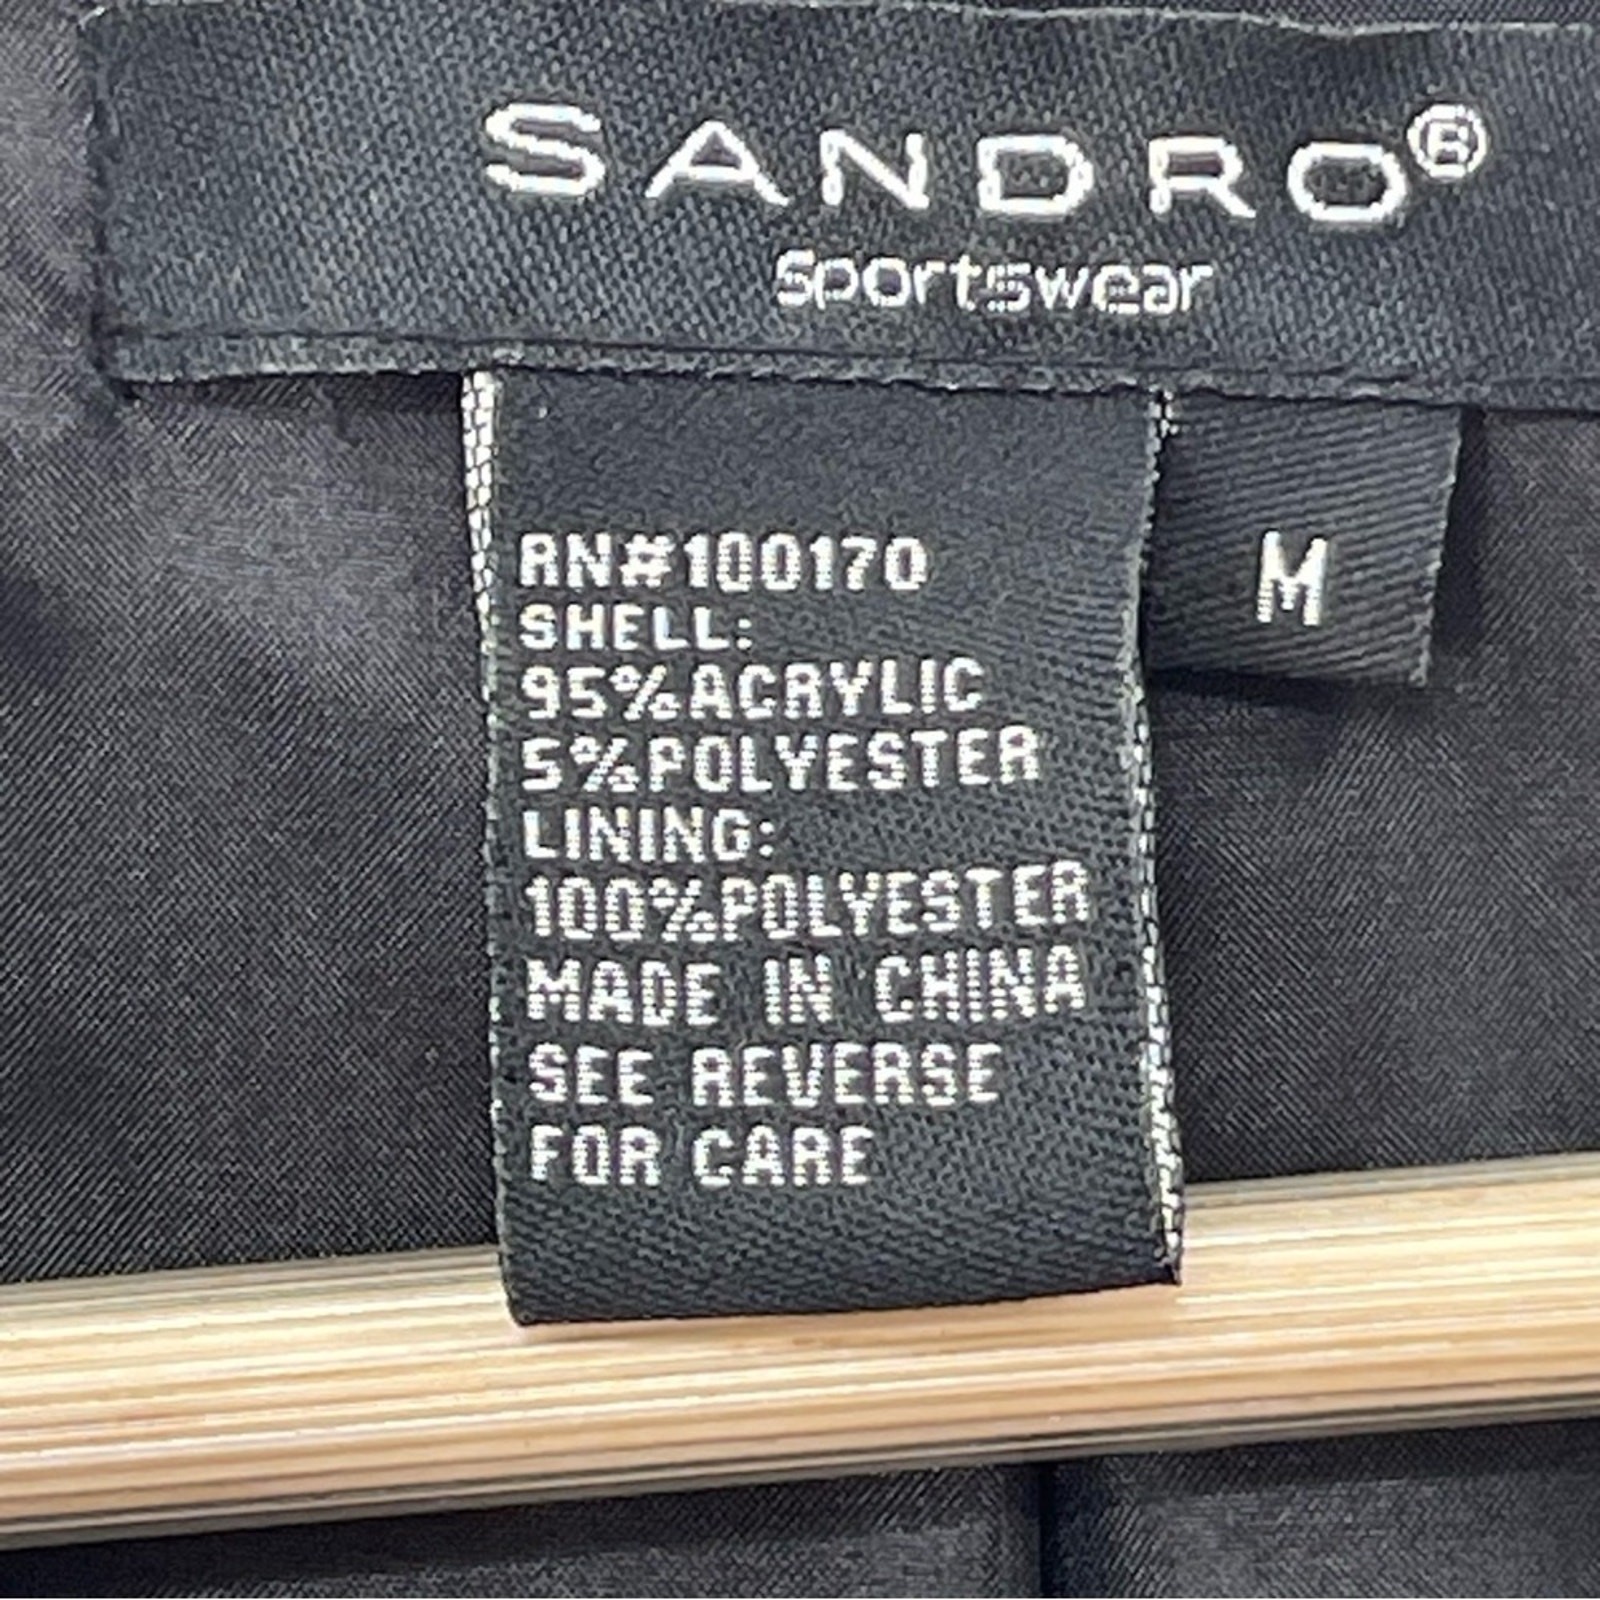 SANDRO®
Sportswear
M
RN#100170
SHELL:
95%ACRYLIC
5%POLYESTER
LINING:
100%POLYESTER
MADE IN CHINA
SEE REVERSE
FOR CARE